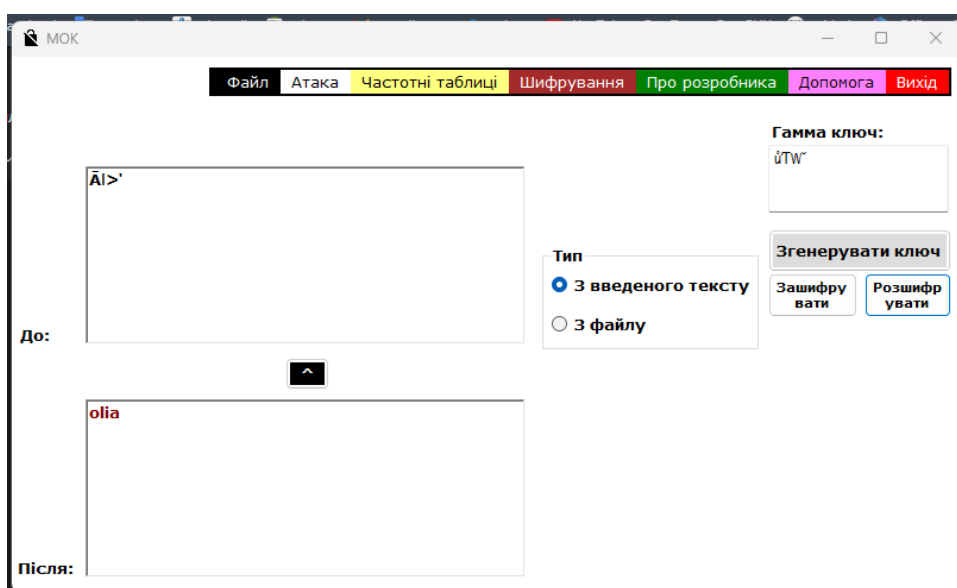 МОК
Файл Атака Частотні таблиці Шифрування Про розробника Допомога Вихід
Гамма ключ:
ůTW˜
Āl>'
Тип
З введеного тексту
З файлу
Згенерувати ключ
Зашифру
вати
Розшифр
увати
До:
^
olia
Після: